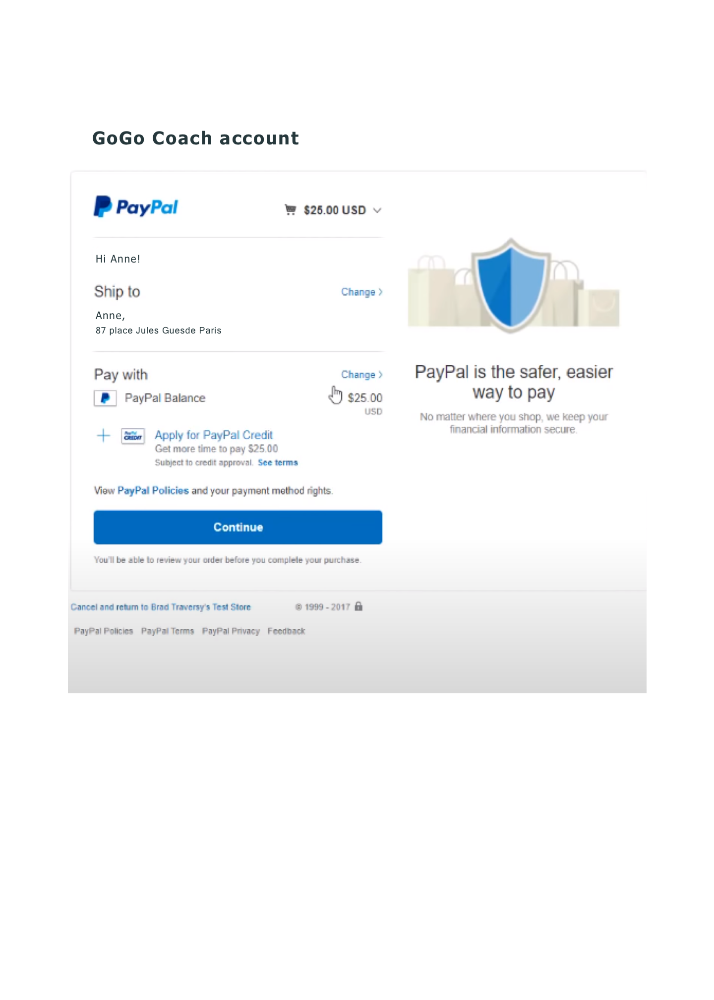 GoGo Coach account
PayPal
$25.00 USD
Hi Anne!
Ship to
Change >
Anne,
87 place Jules Guesde Paris
Pay with
Change >
PayPal Balance
$25.00
USD
PayPal CREDIT
Apply for PayPal Credit
Get more time to pay $25.00
Subject to credit approval. See terms
View PayPal Policies and your payment method rights.
Continue
You'll be able to review your order before you complete your purchase.
PayPal is the safer, easier
way to pay
No matter where you shop, we keep your
financial information secure.
Cancel and return to Brad Traversy's Test Store
© 1999 - 2017
PayPal Policies PayPal Terms PayPal Privacy Feedback